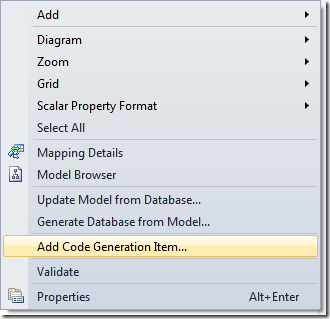 Add
Diagram
Zoom
Grid
Scalar Property Format
Select All
Mapping Details
Model Browser
Update Model from Database...
Generate Database from Model...
Add Code Generation Item...
Validate
Properties Alt+Enter